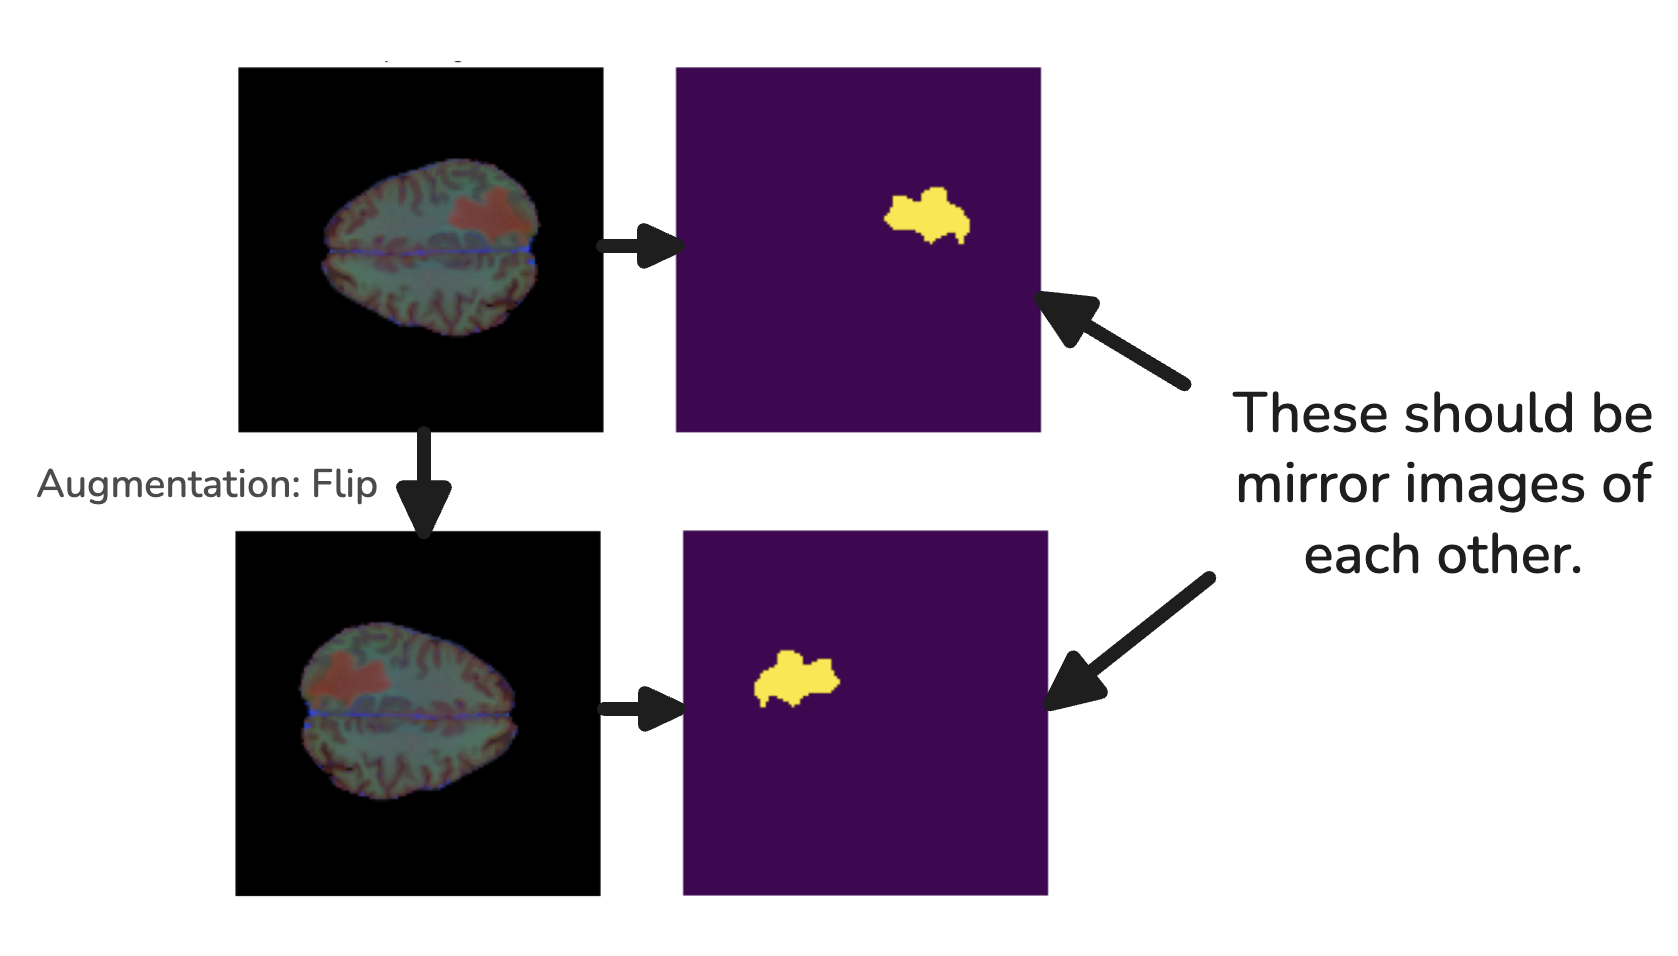 Augmentation: Flip
These should be
mirror images of
each other.